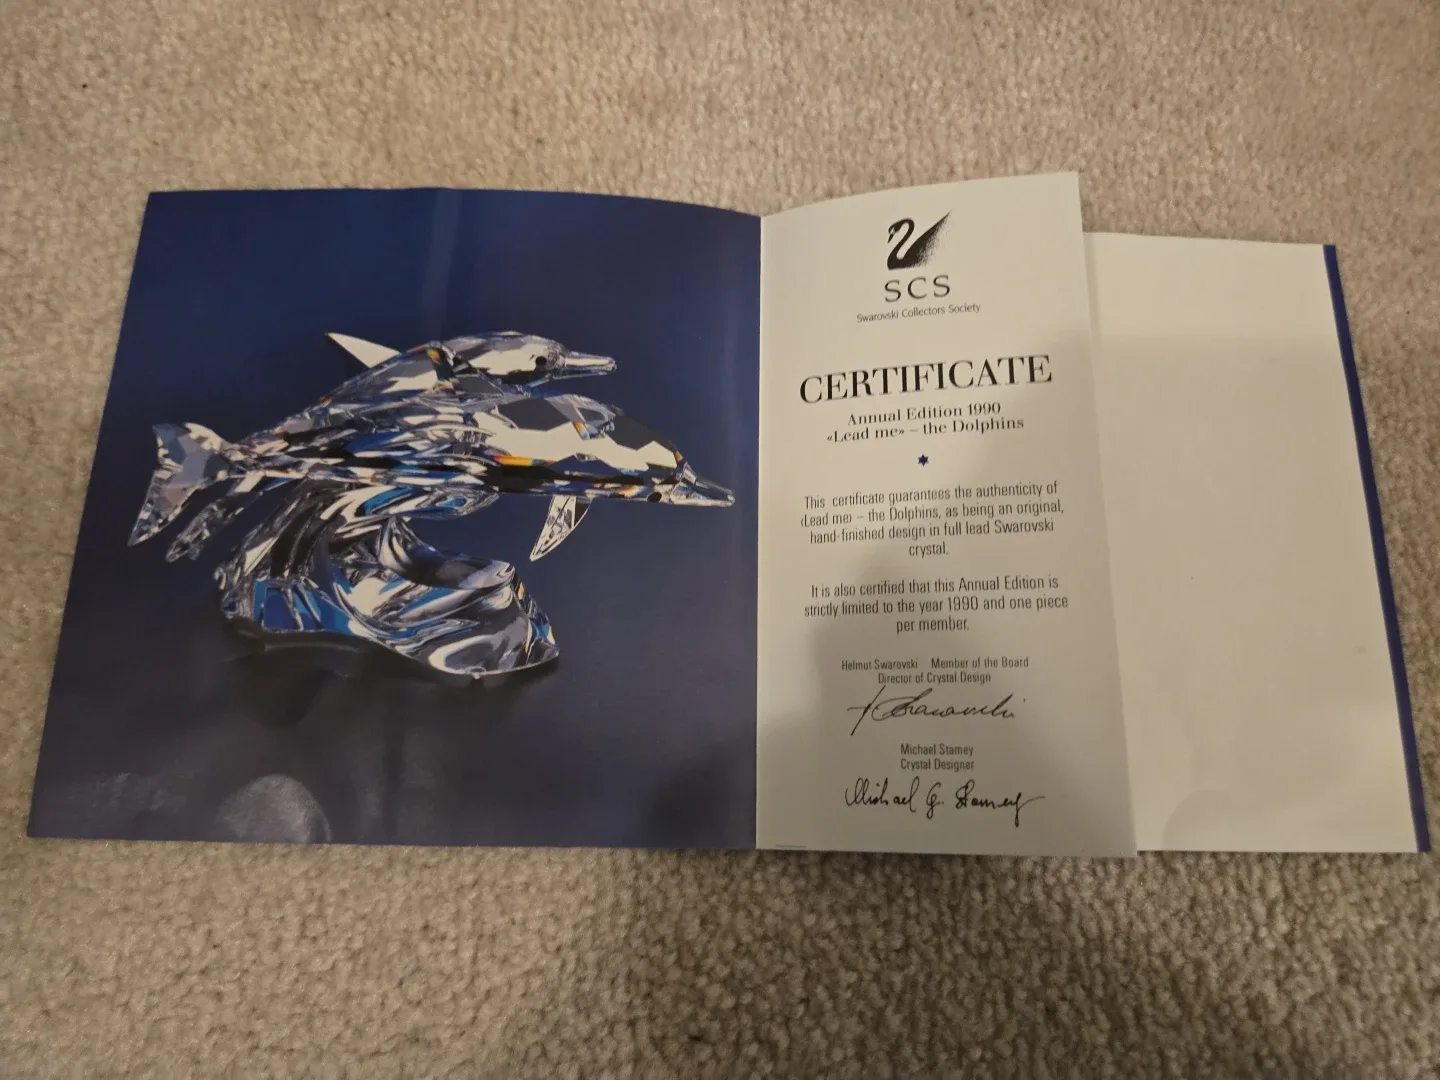 SCS
Swarovski Collectors Society
CERTIFICATE
Annual Edition 1990
«Lead me» – the Dolphins
This certificate guarantees the authenticity of
‹Lead me› – the Dolphins, as being an original,
hand-finished design in full lead Swarovski
crystal.
It is also certified that this Annual Edition is
strictly limited to the year 1990 and one piece
per member.
Helmut Swarovski Member of the Board
Director of Crystal Design
Michael Stamey
Crystal Designer
Michael G. Stamey